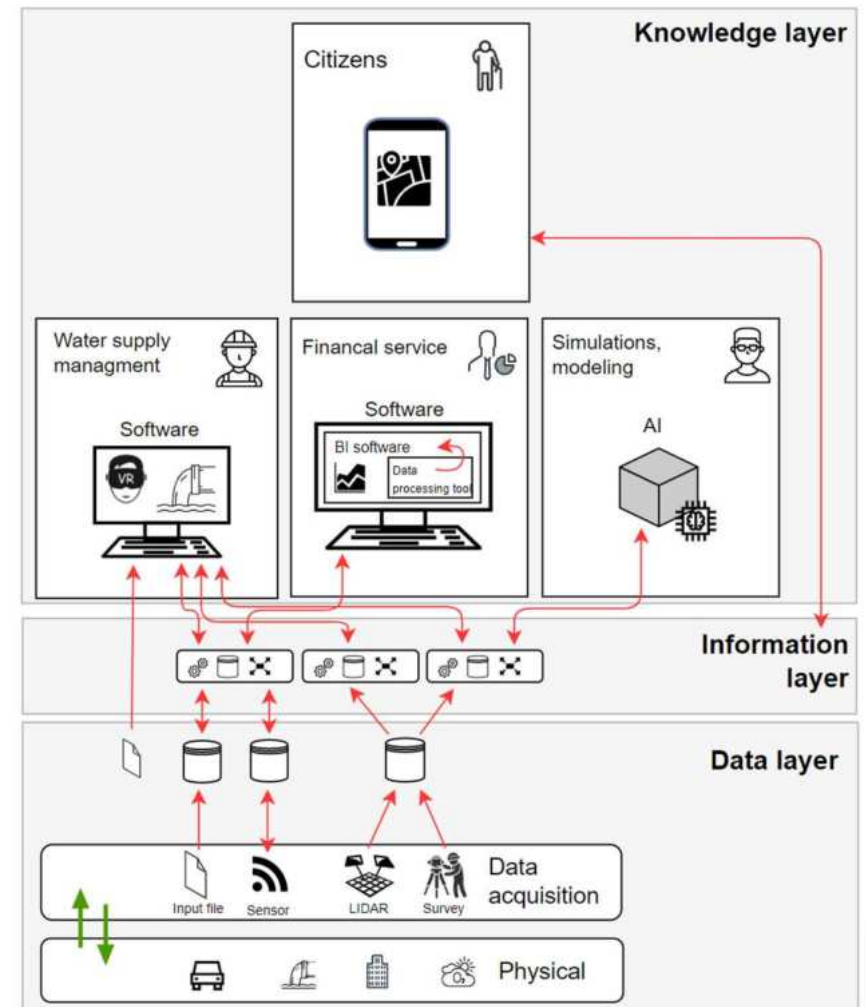 Knowledge layer
Citizens
Water supply
managment
Software
VR
Financal service
Software
BI software
Data
processing tool
Simulations,
modeling
AI
Information
layer
Data layer
Input file
Sensor
LIDAR
Survey
Data
acquisition
O₃
Physical